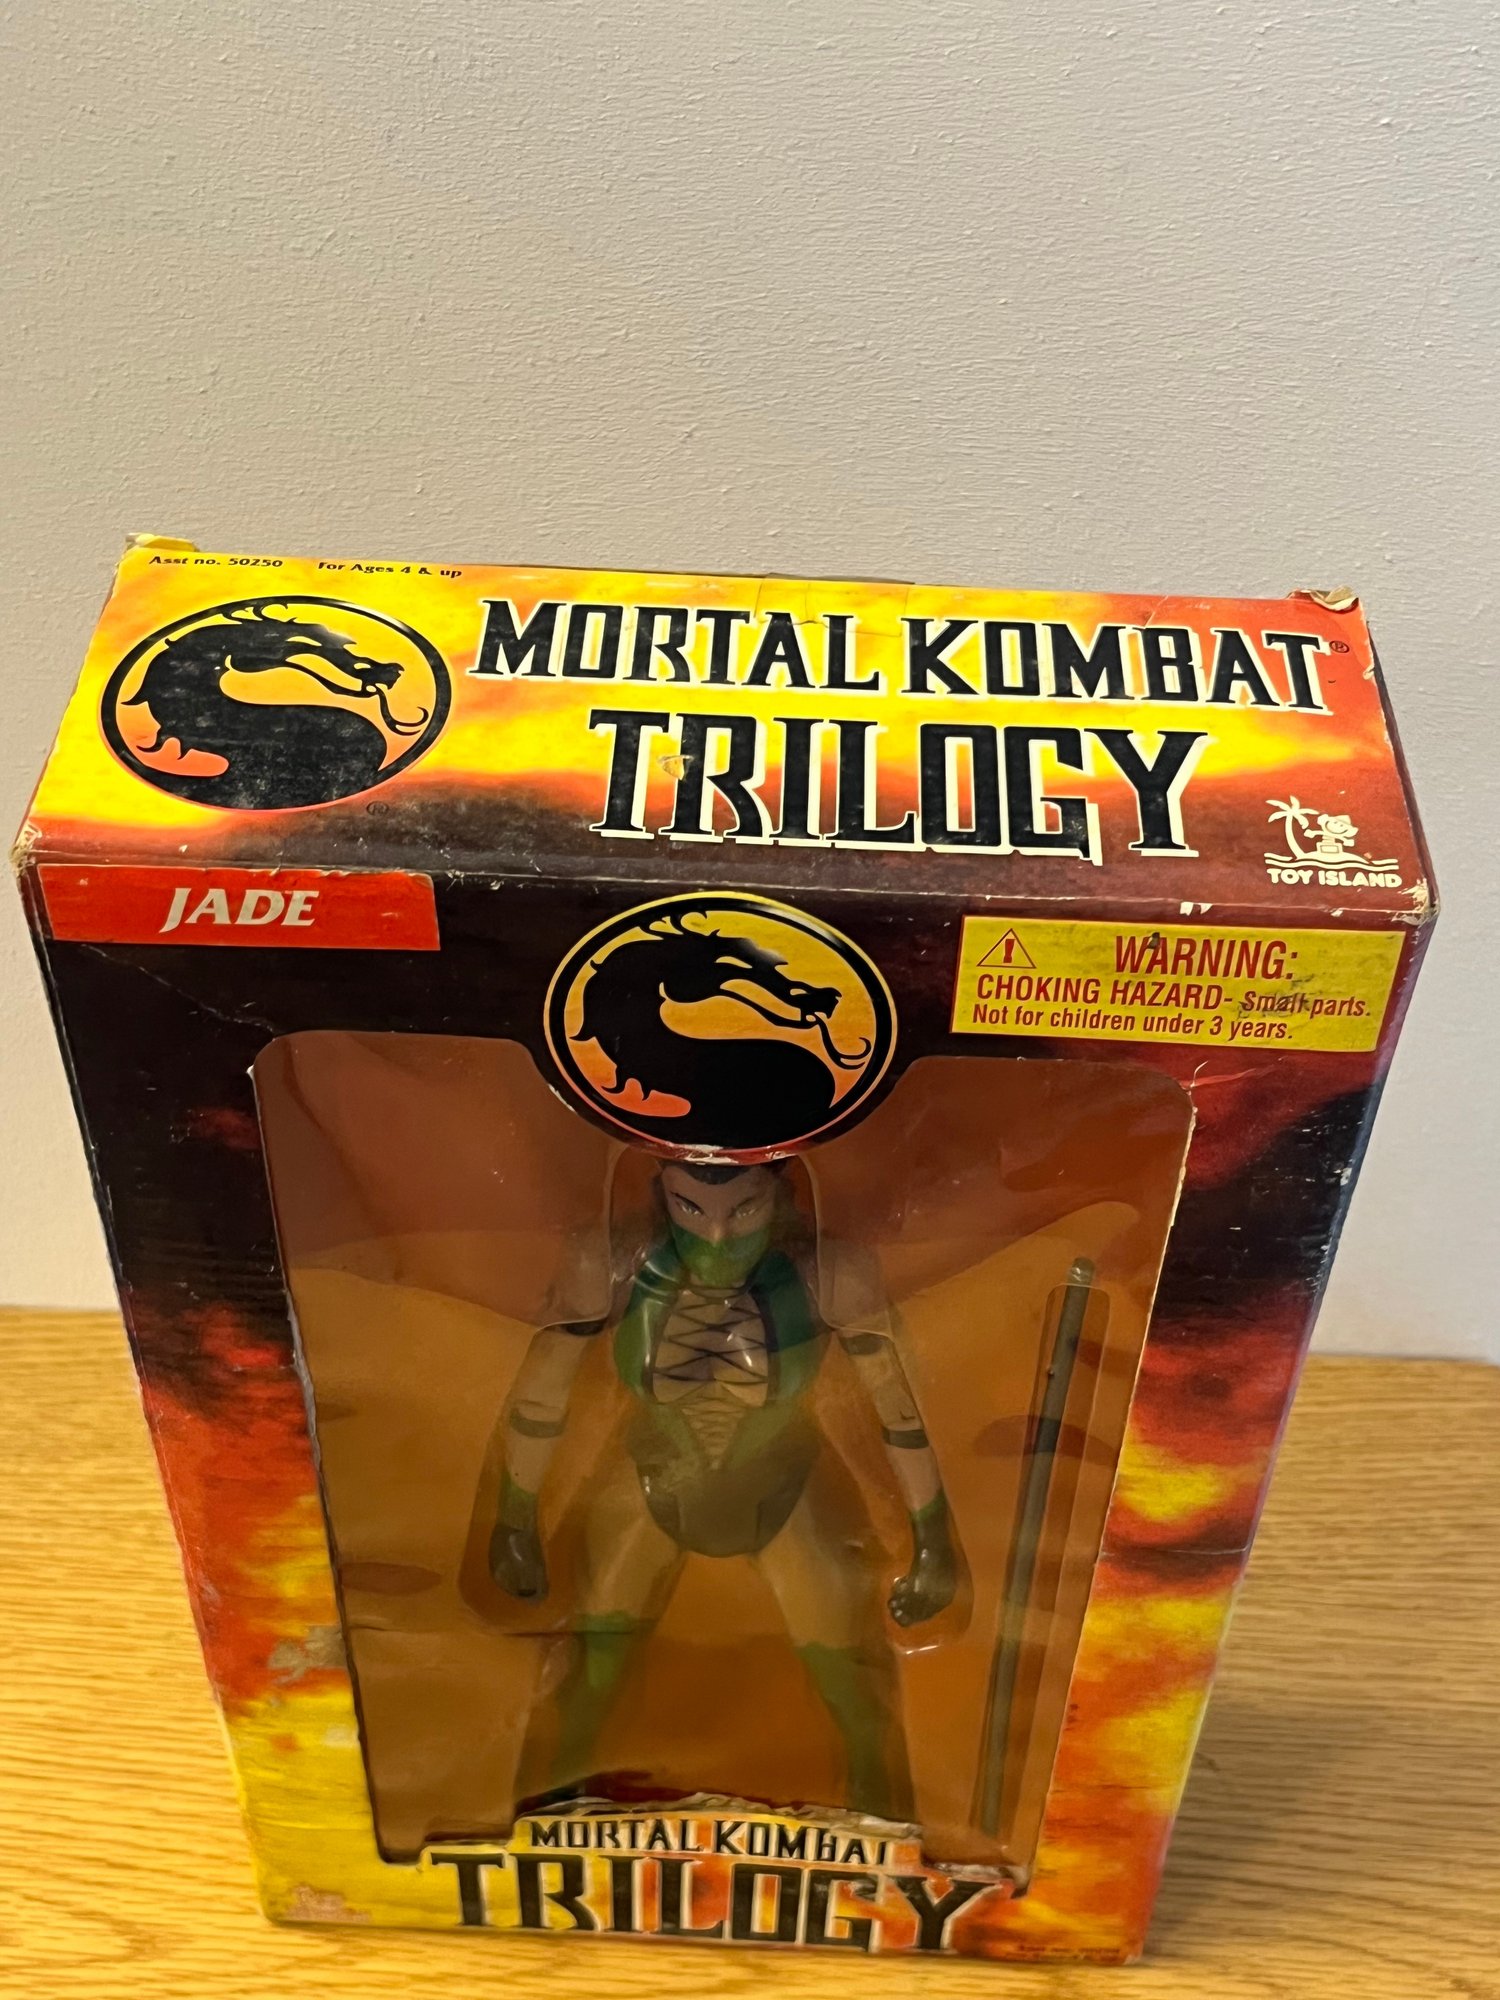 Asst no. 50250 For Ages 4 & up
MORTAL KOMBAT®
TRILOGY
®
TOY ISLAND
JADE
WARNING:
CHOKING HAZARD- Small parts.
Not for children under 3 years.
MORTAL KOMBAT
TRILOGY